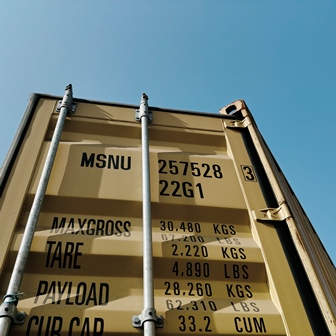 MSNU 257528 3
22G1
MAXGROSS 30.480 KGS
67.200 LBS
TARE 2.220 KGS
4,890 LBS
PAYLOAD 28,260 KGS
62.310 LBS
CUB CAP 33.2 CUM